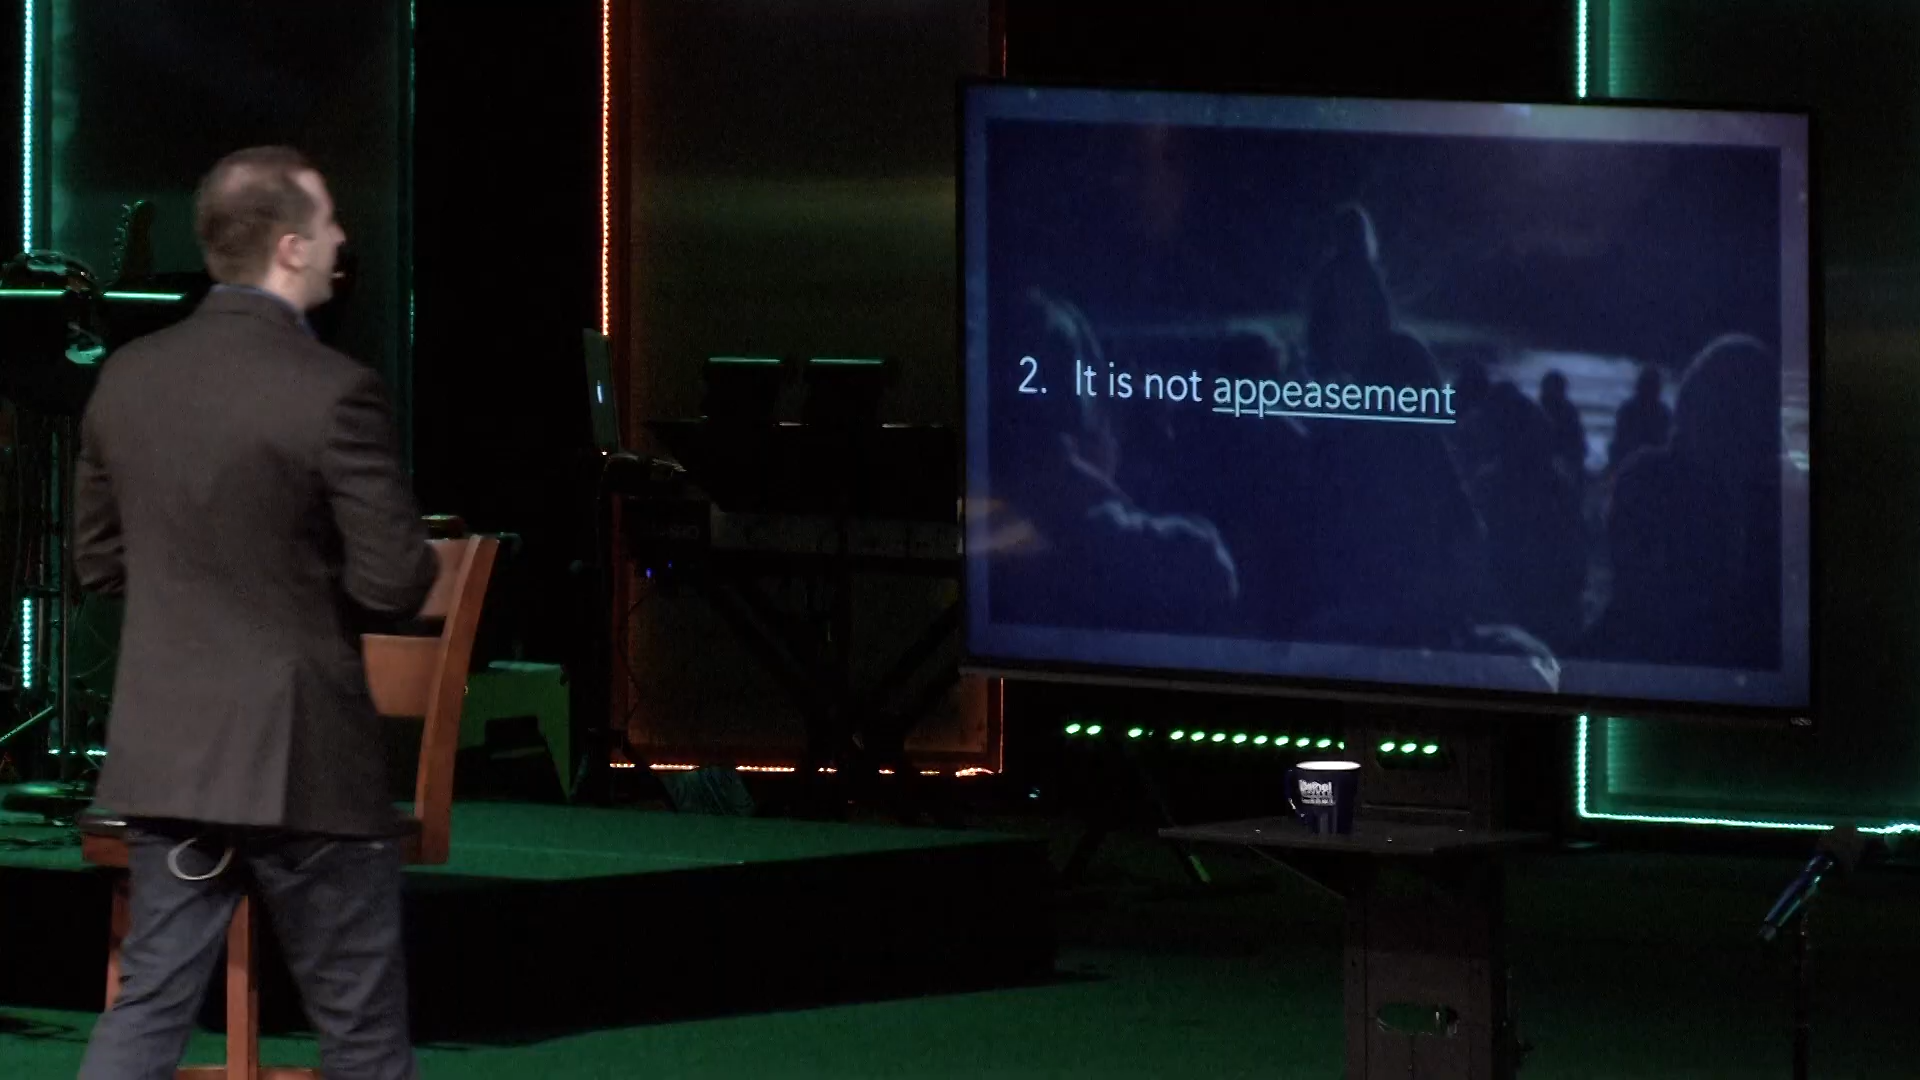 2. It is not appeasement